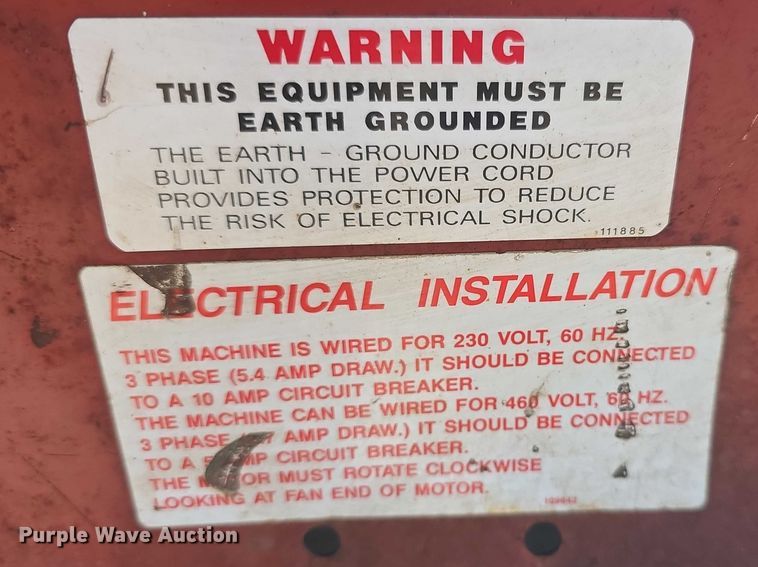 WARNING
THIS EQUIPMENT MUST BE
EARTH GROUNDED
THE EARTH - GROUND CONDUCTOR
BUILT INTO THE POWER CORD
PROVIDES PROTECTION TO REDUCE
THE RISK OF ELECTRICAL SHOCK.
111885
ELECTRICAL INSTALLATION
THIS MACHINE IS WIRED FOR 230 VOLT, 60 HZ.
3 PHASE (5.4 AMP DRAW.) IT SHOULD BE CONNECTED
TO A 10 AMP CIRCUIT BREAKER.
THE MACHINE CAN BE WIRED FOR 460 VOLT, 60 HZ.
3 PHASE AMP DRAW.) IT SHOULD BE CONNECTED
TO A AMP CIRCUIT BREAKER.
THE MOTOR MUST ROTATE CLOCKWISE
LOOKING AT FAN END OF MOTOR.
Purple Wave Auction